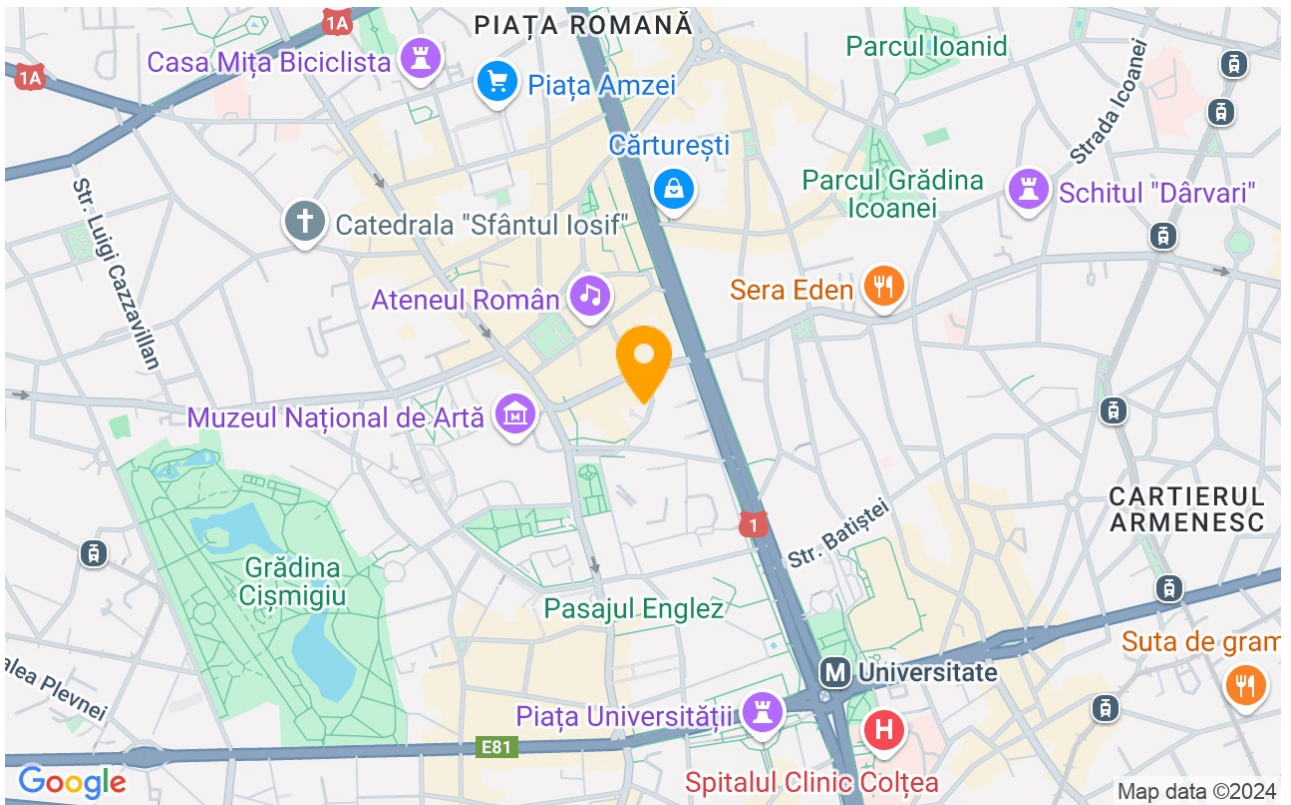 PIAȚA ROMANĂ
1A
Parcul Ioanid
Casa Mița Biciclista
1A
Piața Amzei
Strada Icoanei
Cărturești
Parcul Grădina
Icoanei
Schitul "Dârvari"
Str. Luigi Cazzavillan
Catedrala "Sfântul Iosif"
Sera Eden
Ateneul Român
Muzeul Național de Artă
CARTIERUL
ARMENESC
1
Str. Batiștei
Grădina
Cișmigiu
Pasajul Englez
Suta de gram
M Universitate
alea Plevnei
Piața Universității
H
E81
Spitalul Clinic Colțea
Google
Map data ©2024